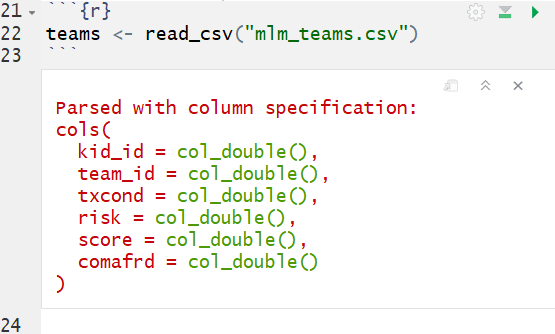 21 ```{r}
22 teams <- read_csv("mlm_teams.csv")
23 ```
Parsed with column specification:
cols(
  kid_id = col_double(),
  team_id = col_double(),
  txcond = col_double(),
  risk = col_double(),
  score = col_double(),
  comafrd = col_double()
)
24